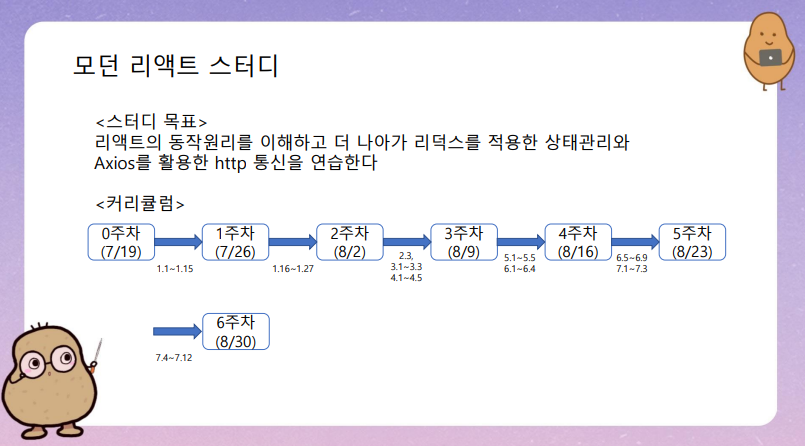 모던 리액트 스터디
<스터디 목표>
리액트의 동작원리를 이해하고 더 나아가 리덕스를 적용한 상태관리와
Axios를 활용한 http 통신을 연습한다
<커리큘럼>
0주차
(7/19)
1.1~1.15
1주차
(7/26)
1.16~1.27
2주차
(8/2)
2.3,
3.1~3.3
4.1~4.5
3주차
(8/9)
5.1~5.5
6.1~6.4
4주차
(8/16)
6.5~6.9
7.1~7.3
5주차
(8/23)
7.4~7.12
6주차
(8/30)